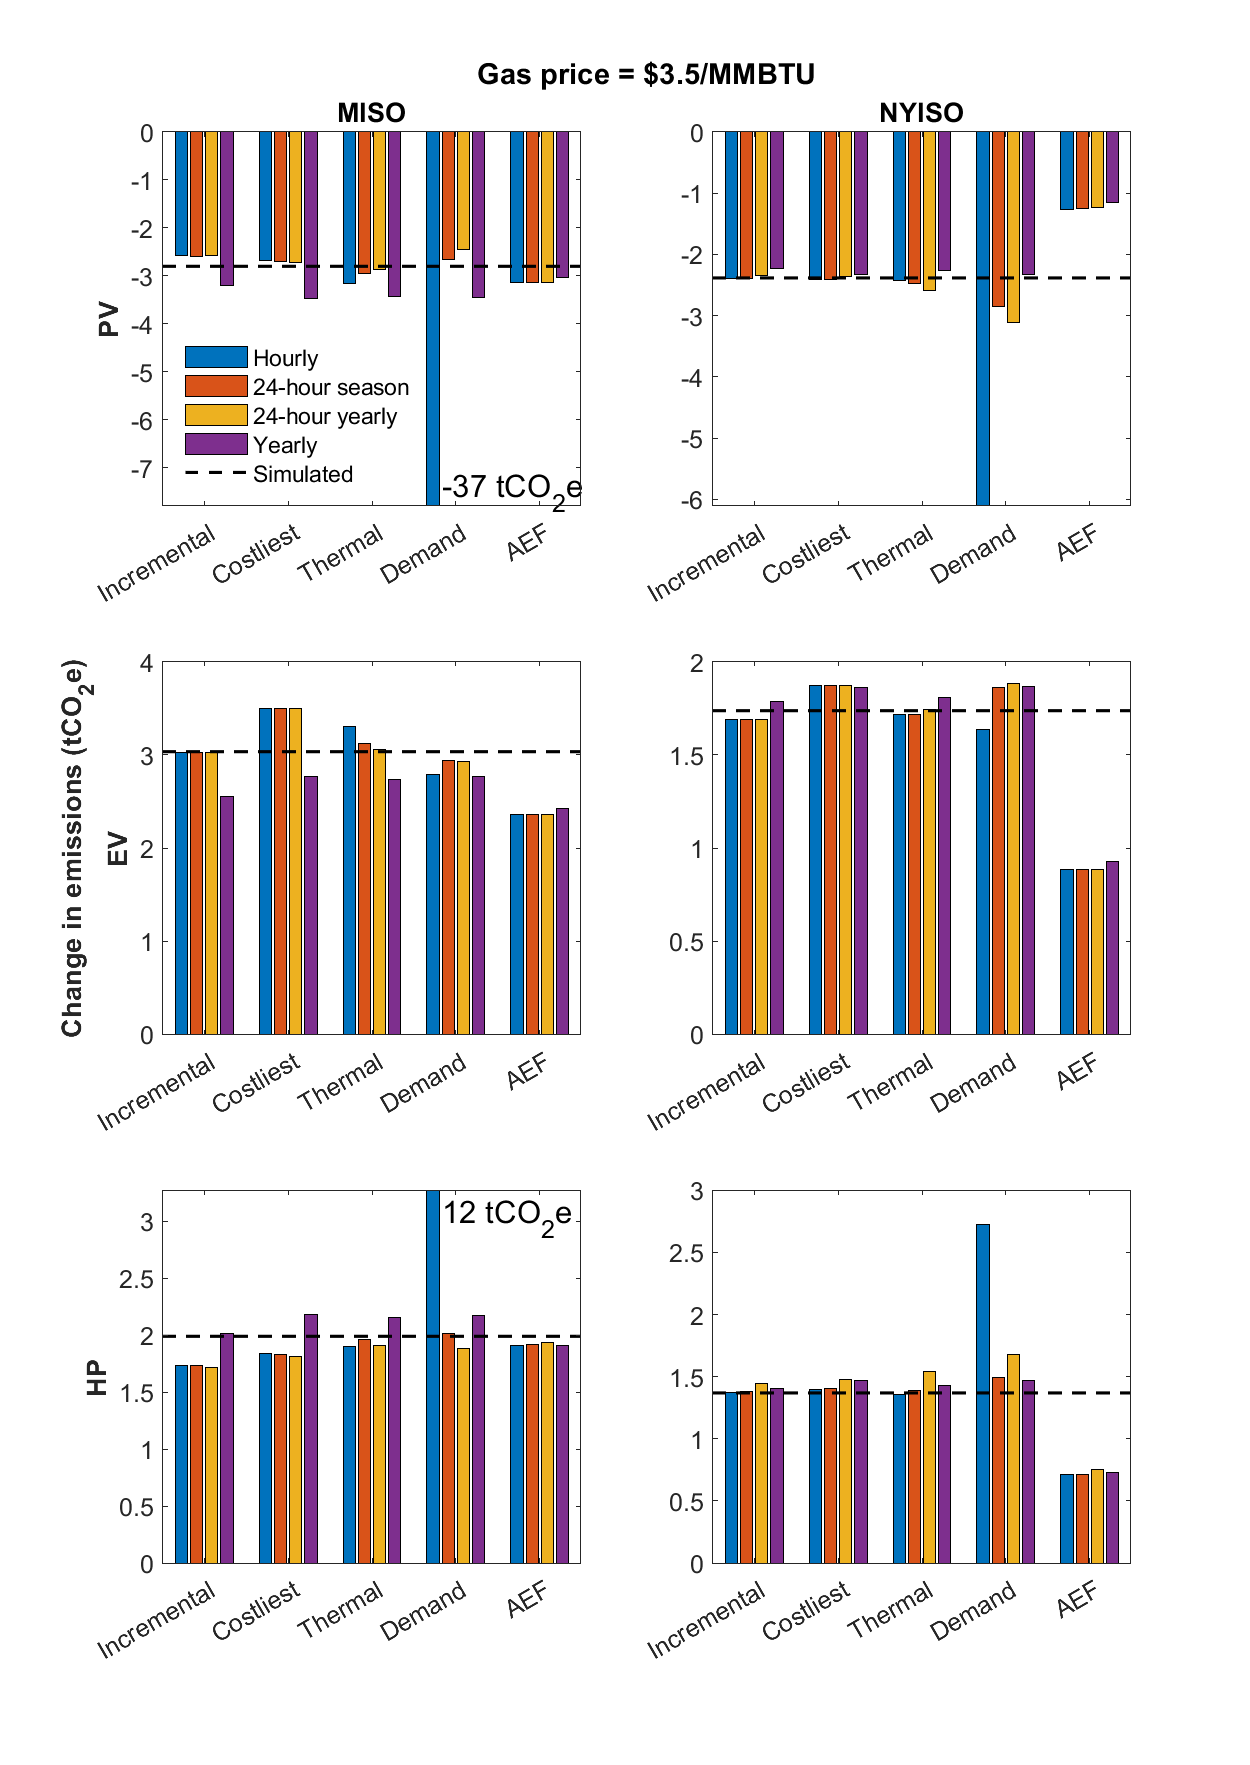 Gas price = $3.5/MMBTU
MISO
0
-1
-2
-3
-4
-5
-6
-7
PV
Hourly
24-hour season
24-hour yearly
Yearly
Simulated
-37 tCO2e
Incremental
Costliest
Thermal
Demand
AEF
NYISO
0
-1
-2
-3
-4
-5
-6
Incremental
Costliest
Thermal
Demand
AEF
Change in emissions (tCO2e)
EV
4
3
2
1
0
Incremental
Costliest
Thermal
Demand
AEF
2
1.5
1
0.5
0
Incremental
Costliest
Thermal
Demand
AEF
HP
3
2.5
2
1.5
1
0.5
0
12 tCO2e
Incremental
Costliest
Thermal
Demand
AEF
3
2.5
2
1.5
1
0.5
0
Incremental
Costliest
Thermal
Demand
AEF